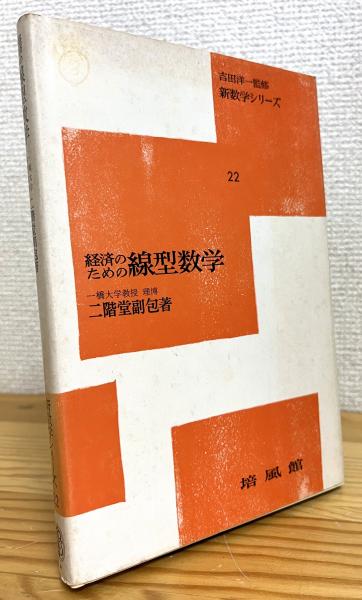 吉田洋一監修
新数学シリーズ
22
経済の
ための線型数学
一橋大学教授 理博
二階堂副包著
培風館